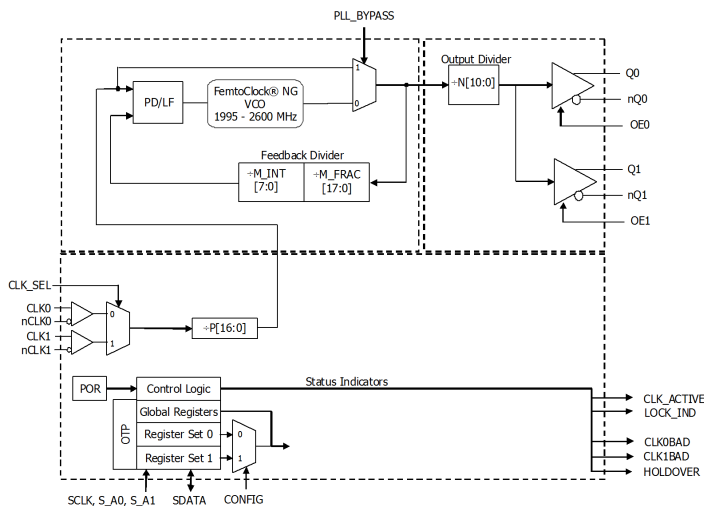 PLL_BYPASS
Output Divider
1
0
PD/LF
FemtoClock® NG
VCO
1995 - 2600 MHz
÷N[10:0]
Q0
nQ0
OE0
Feedback Divider
÷M_INT
[7:0]
÷M_FRAC
[17:0]
Q1
nQ1
OE1
CLK_SEL
CLK0
nCLK0
CLK1
nCLK1
0
1
÷P[16:0]
POR
Control Logic
Status Indicators
Global Registers
OTP
Register Set 0
Register Set 1
0
1
CLK_ACTIVE
LOCK_IND
CLK0BAD
CLK1BAD
HOLDOVER
SCLK, S_A0, S_A1
SDATA
CONFIG